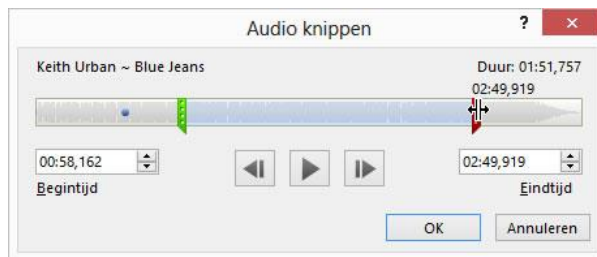 Audio knippen
?
Keith Urban ~ Blue Jeans
Duur: 01:51,757
02:49,919
00:58,162
02:49,919
Begintijd
Eindtijd
OK
Annuleren